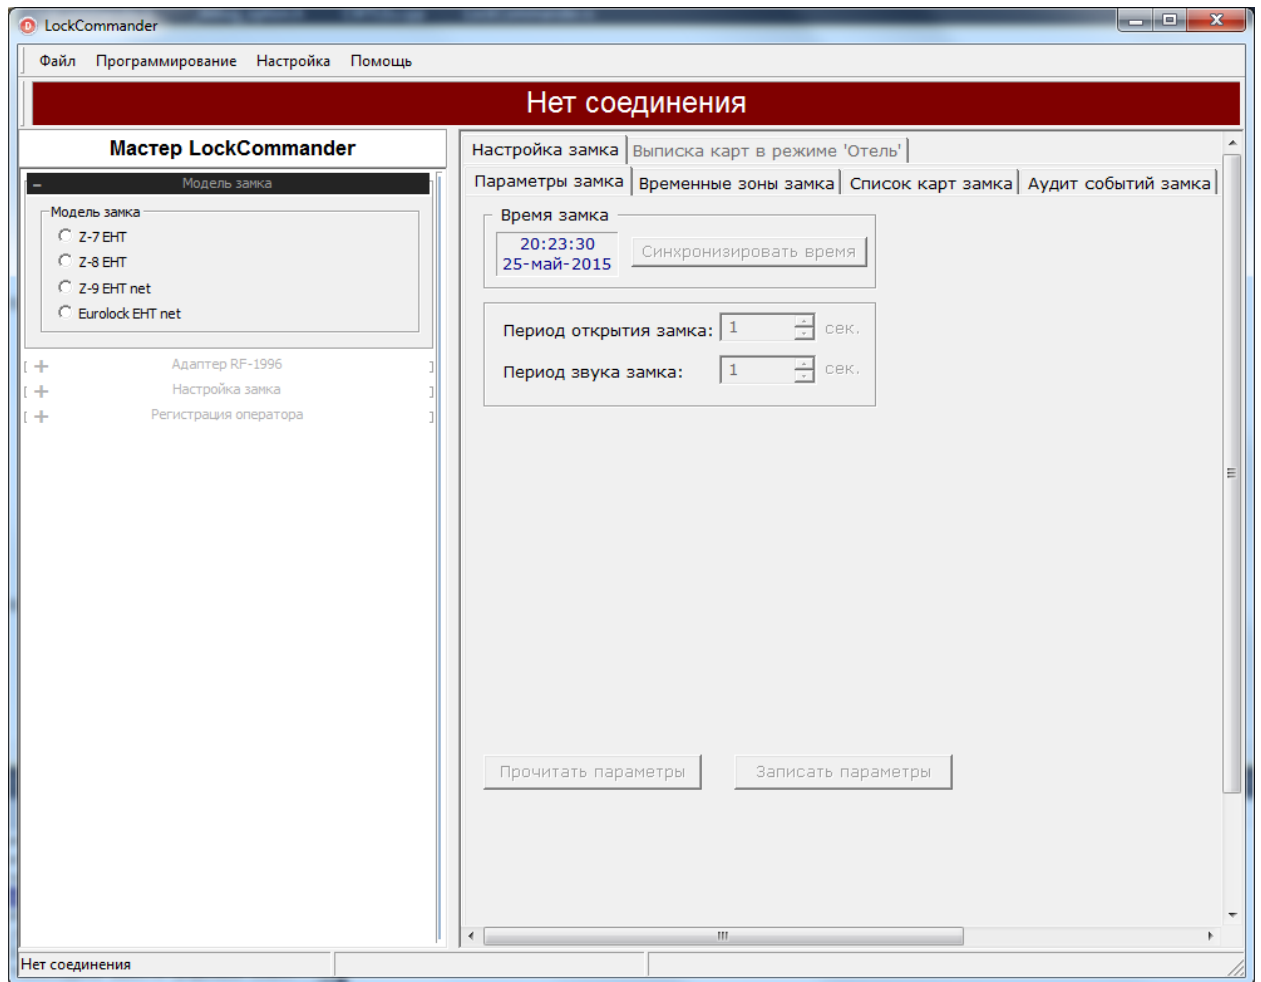 LockCommander
Файл Программирование Настройка Помощь
Нет соединения
Мастер LockCommander
Модель замка
Модель замка
Z-7 EHT
Z-8 EHT
Z-9 EHT net
Eurolock EHT net
Адаптер RF-1996
Настройка замка
Регистрация оператора
Настройка замка Выписка карт в режиме 'Отель'
Параметры замка Временные зоны замка Список карт замка Аудит событий замка
Время замка
20:23:30
25-май-2015
Синхронизировать время
Период открытия замка: 1 сек.
Период звука замка: 1 сек.
Прочитать параметры Записать параметры
Нет соединения